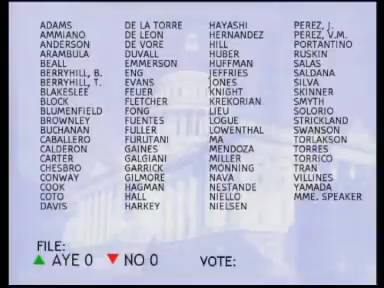 ADAMS
AMMIANO
ANDERSON
ARAMBULA
BEALL
BERRYHILL, B.
BERRYHILL, T.
BLAKESLEE
BLOCK
BLUMENFIELD
BROWNLEY
BUCHANAN
CABALLERO
CALDERON
CARTER
CHESBRO
CONWAY
COOK
COTO
DAVIS
DE LA TORRE
DE LEON
DE VORE
DUVALL
EMMERSON
ENG
EVANS
FEUER
FLETCHER
FONG
FUENTES
FULLER
FURUTANI
GAINES
GALGIANI
GARRICK
GILMORE
HAGMAN
HALL
HARKEY
HAYASHI
HERNANDEZ
HILL
HUBER
HUFFMAN
JEFFRIES
JONES
KNIGHT
KREKORIAN
LIEU
LOGUE
LOWENTHAL
MA
MENDOZA
MILLER
MONNING
NAVA
NESTANDE
NIELLO
NIELSEN
PEREZ, J.
PEREZ, V.M.
PORTANTINO
RUSKIN
SALAS
SALDANA
SILVA
SKINNER
SMYTH
SOLORIO
STRICKLAND
SWANSON
TORLAKSON
TORRES
TORRICO
TRAN
VILLINES
YAMADA
MME. SPEAKER
FILE:
AYE 0 NO 0 VOTE: